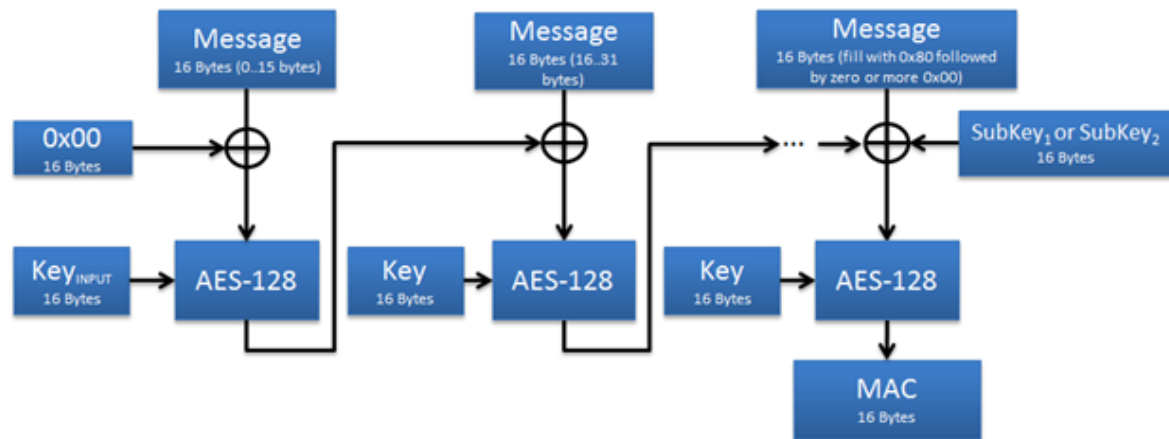 Message
16 Bytes (0..15 bytes)
Message
16 Bytes (16..31
bytes)
Message
16 Bytes (fill with 0x80 followed
by zero or more 0x00)
0x00
16 Bytes
...
SubKey₁ or SubKey₂
16 Bytes
KeyINPUT
16 Bytes
AES-128
Key
16 Bytes
AES-128
Key
16 Bytes
AES-128
MAC
16 Bytes